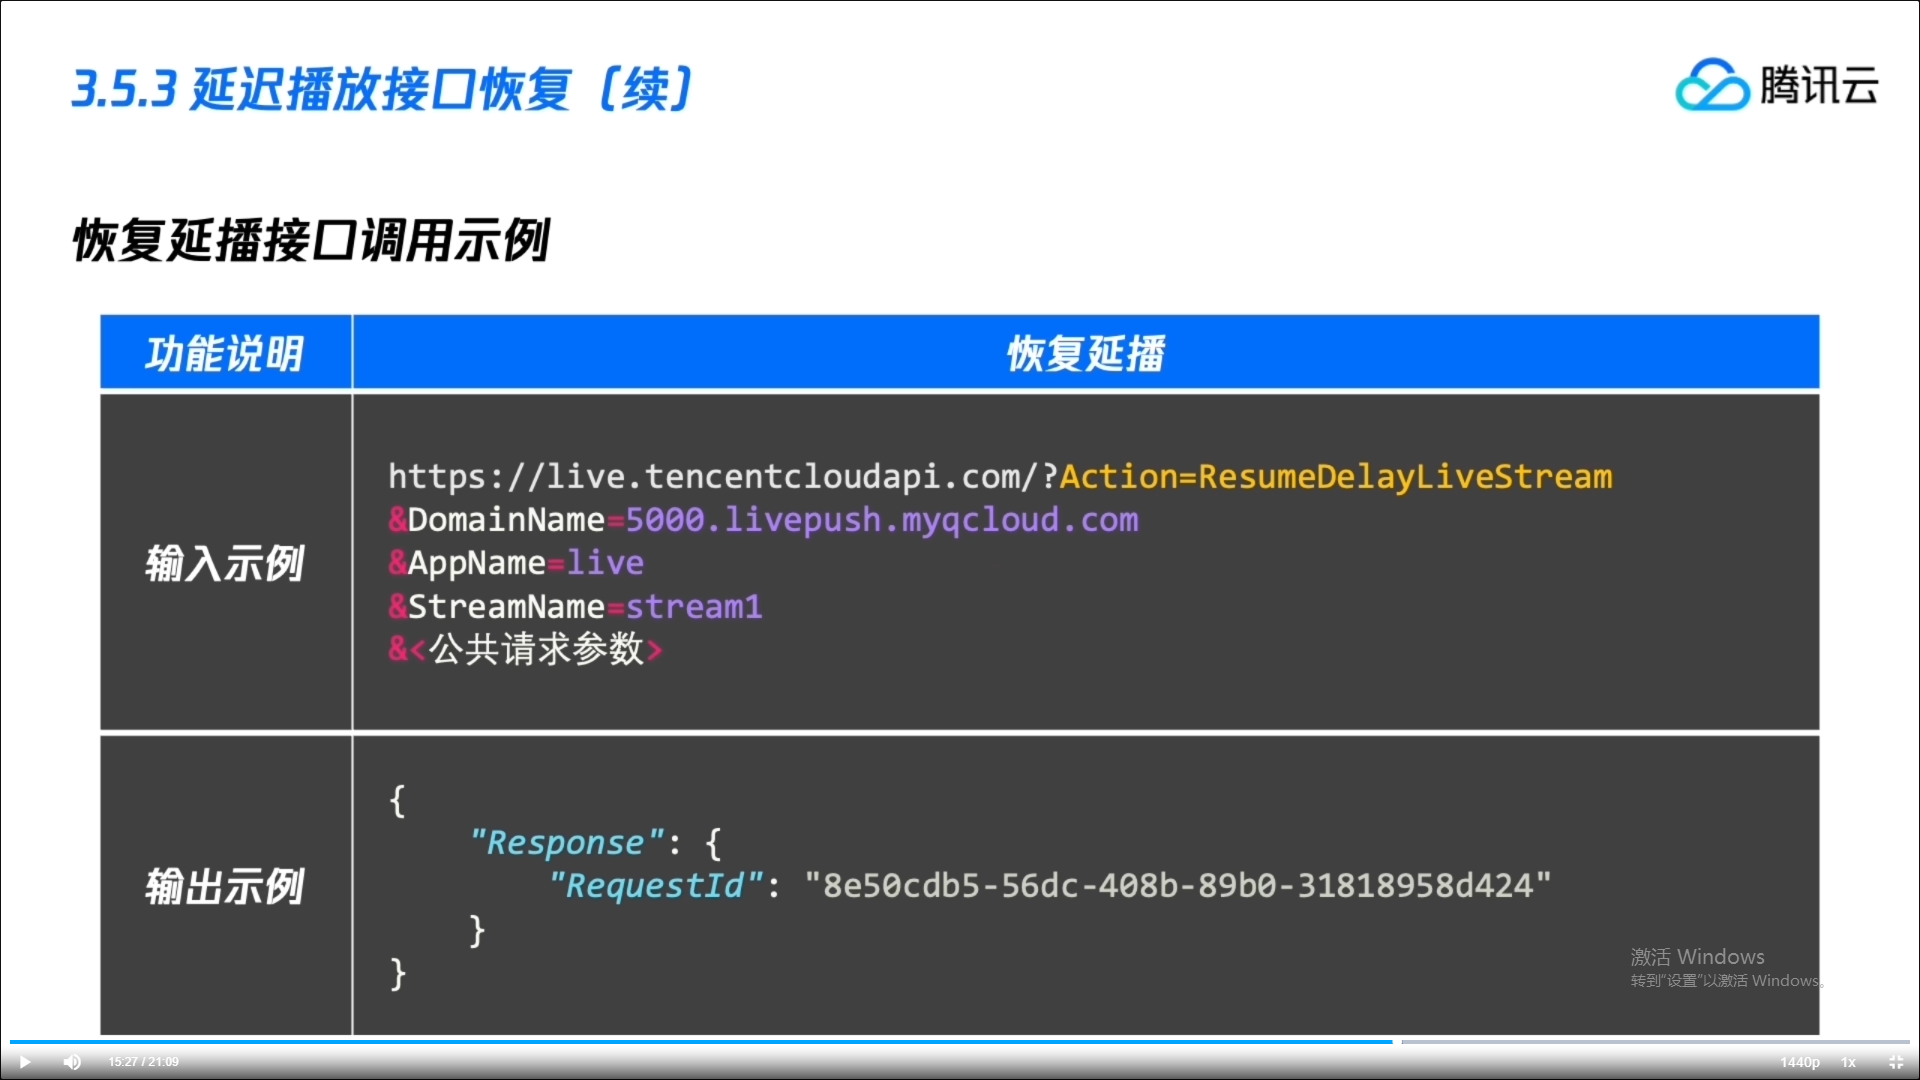 3.5.3 延迟播放接口恢复（续）
腾讯云
恢复延播接口调用示例
功能说明
恢复延播
输入示例
https://live.tencentcloudapi.com/?Action=ResumeDelayLiveStream
&DomainName=5000.livepush.myqcloud.com
&AppName=live
&StreamName=stream1
&<公共请求参数>
输出示例
{
"Response": {
"RequestId": "8e50cdb5-56dc-408b-89b0-31818958d424"
}
}
激活 Windows
转到"设置"以激活 Windows。
15:27 / 21:09
1440p
1x